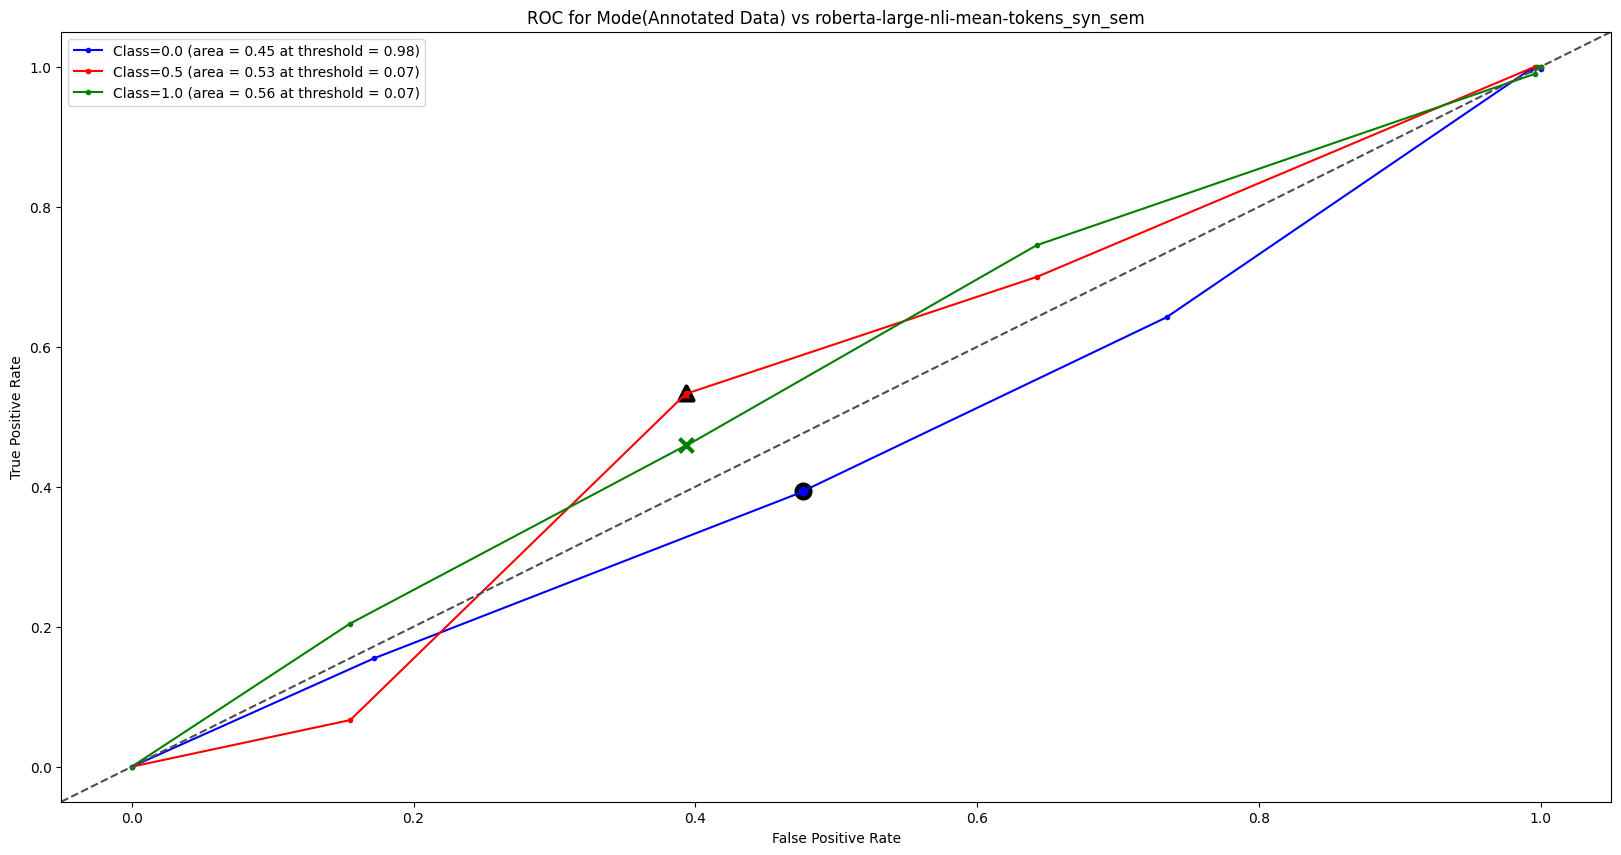 ROC for Mode(Annotated Data) vs roberta-large-nli-mean-tokens_syn_sem
Class=0.0 (area = 0.45 at threshold = 0.98)
Class=0.5 (area = 0.53 at threshold = 0.07)
Class=1.0 (area = 0.56 at threshold = 0.07)
True Positive Rate
1.0
0.8
0.6
0.4
0.2
0.0
0.0 0.2 0.4 0.6 0.8 1.0
False Positive Rate